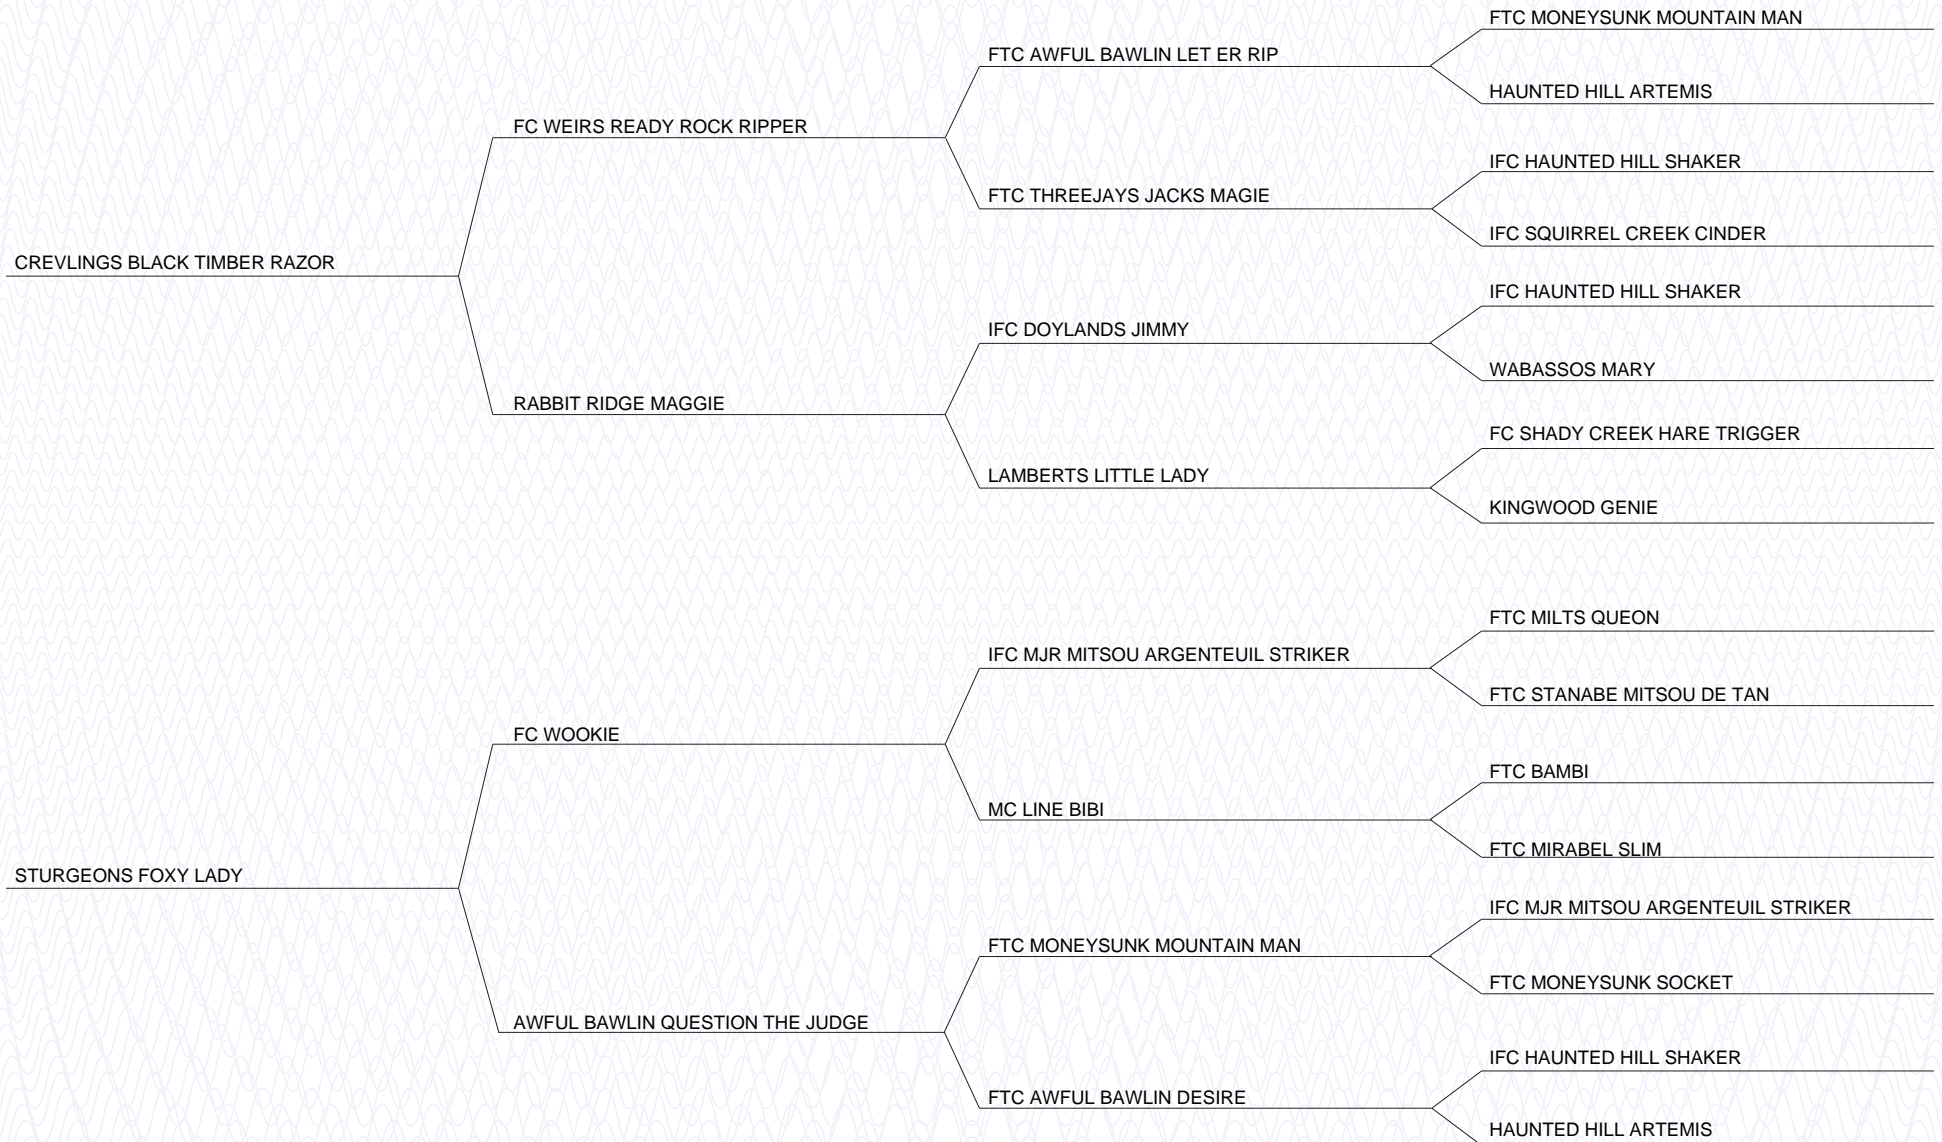 FTC MONEYSUNK MOUNTAIN MAN
FTC AWFUL BAWLIN LET ER RIP
HAUNTED HILL ARTEMIS
FC WEIRS READY ROCK RIPPER
IFC HAUNTED HILL SHAKER
FTC THREEJAYS JACKS MAGIE
IFC SQUIRREL CREEK CINDER
CREVLINGS BLACK TIMBER RAZOR
IFC HAUNTED HILL SHAKER
IFC DOYLANDS JIMMY
WABASSOS MARY
RABBIT RIDGE MAGGIE
FC SHADY CREEK HARE TRIGGER
LAMBERTS LITTLE LADY
KINGWOOD GENIE
FTC MILTS QUEON
IFC MJR MITSOU ARGENTEUIL STRIKER
FTC STANABE MITSOU DE TAN
FC WOOKIE
FTC BAMBI
MC LINE BIBI
FTC MIRABEL SLIM
STURGEONS FOXY LADY
IFC MJR MITSOU ARGENTEUIL STRIKER
FTC MONEYSUNK MOUNTAIN MAN
FTC MONEYSUNK SOCKET
AWFUL BAWLIN QUESTION THE JUDGE
IFC HAUNTED HILL SHAKER
FTC AWFUL BAWLIN DESIRE
HAUNTED HILL ARTEMIS